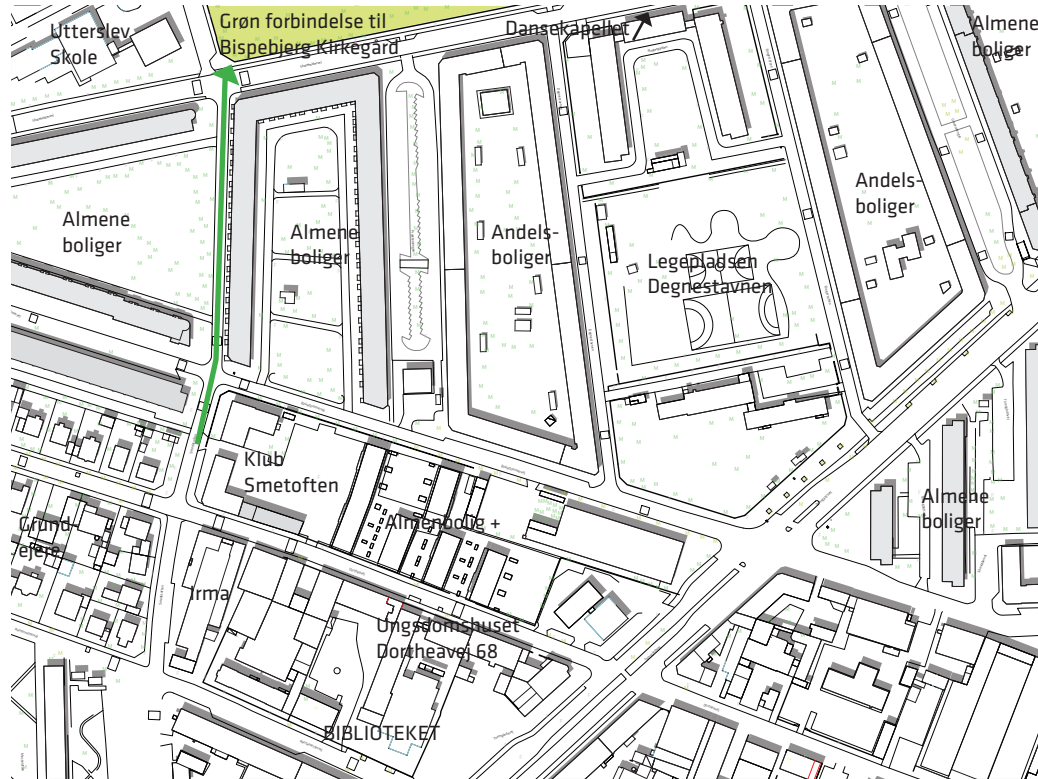 Utterslev
Skole
Grøn forbindelse til
Bispebjerg Kirkegård
Dansekapellet
Almene
boliger
Almene
boliger
Almene
boliger
Andels-
boliger
Legepladsen
Degnestavnen
Andels-
boliger
Klub
Smetoften
Almenbolig +
Almene
boliger
Grund-
ejere
Irma
Ungsdomshuset
Dortheavej 68
BIBLIOTEKET